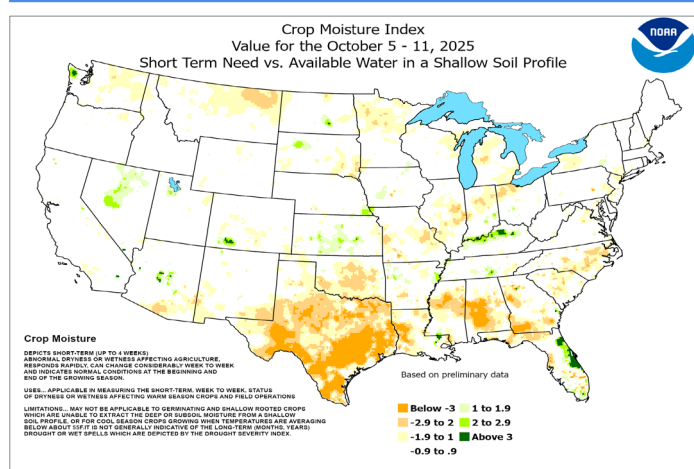 Crop Moisture Index
Value for the October 5 - 11, 2025
Short Term Need vs. Available Water in a Shallow Soil Profile
NOAA
Crop Moisture
DEPICTS SHORT-TERM (UP TO 4 WEEKS)
ABNORMAL DRYNESS OR WETNESS AFFECTING AGRICULTURE,
RESPONDS RAPIDLY, CAN CHANGE CONSIDERABLY WEEK TO WEEK
AND INDICATES NORMAL CONDITIONS AT THE BEGINNING AND
END OF THE GROWING SEASON.
USES... APPLICABLE IN MEASURING THE SHORT-TERM, WEEK TO WEEK, STATUS
OF DRYNESS OR WETNESS AFFECTING WARM SEASON CROPS AND FIELD OPERATIONS
LIMITATIONS... MAY NOT BE APPLICABLE TO GERMINATING AND SHALLOW ROOTED CROPS
WHICH ARE UNABLE TO EXTRACT THE DEEP OR SUBSOIL MOISTURE FROM A SHALLOW
SOIL PROFILE, OR FOR COOL SEASON CROPS GROWING WHEN TEMPERATURES ARE AVERAGING
BELOW ABOUT 55F.IT IS NOT GENERALLY INDICATIVE OF THE LONG-TERM (MONTHS, YEARS)
DROUGHT OR WET SPELLS WHICH ARE DEPICTED BY THE DROUGHT SEVERITY INDEX.
Based on preliminary data
Below -3
-2.9 to 2
-1.9 to 1
-0.9 to .9
1 to 1.9
2 to 2.9
Above 3